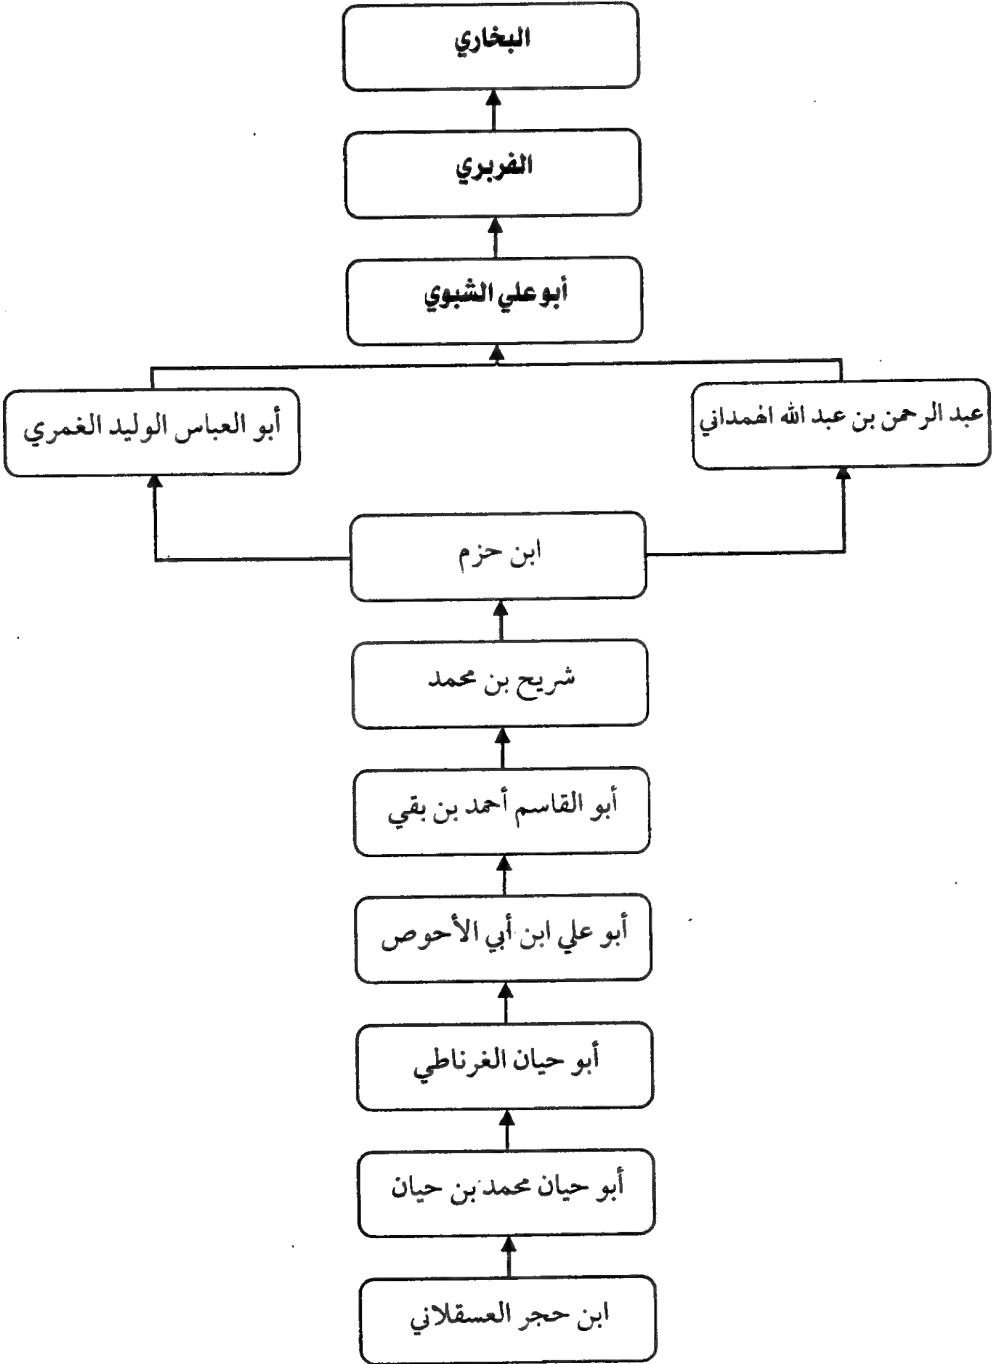 البخاري
الفربري
أبو علي الشبوي
عبد الرحمن بن عبد الله الهمداني
أبو العباس الوليد الغمري
ابن حزم
شريح بن محمد
أبو القاسم أحمد بن بقي
أبو علي ابن أبي الأحوص
أبو حيان الغرناطي
أبو حيان محمد بن حيان
ابن حجر العسقلاني